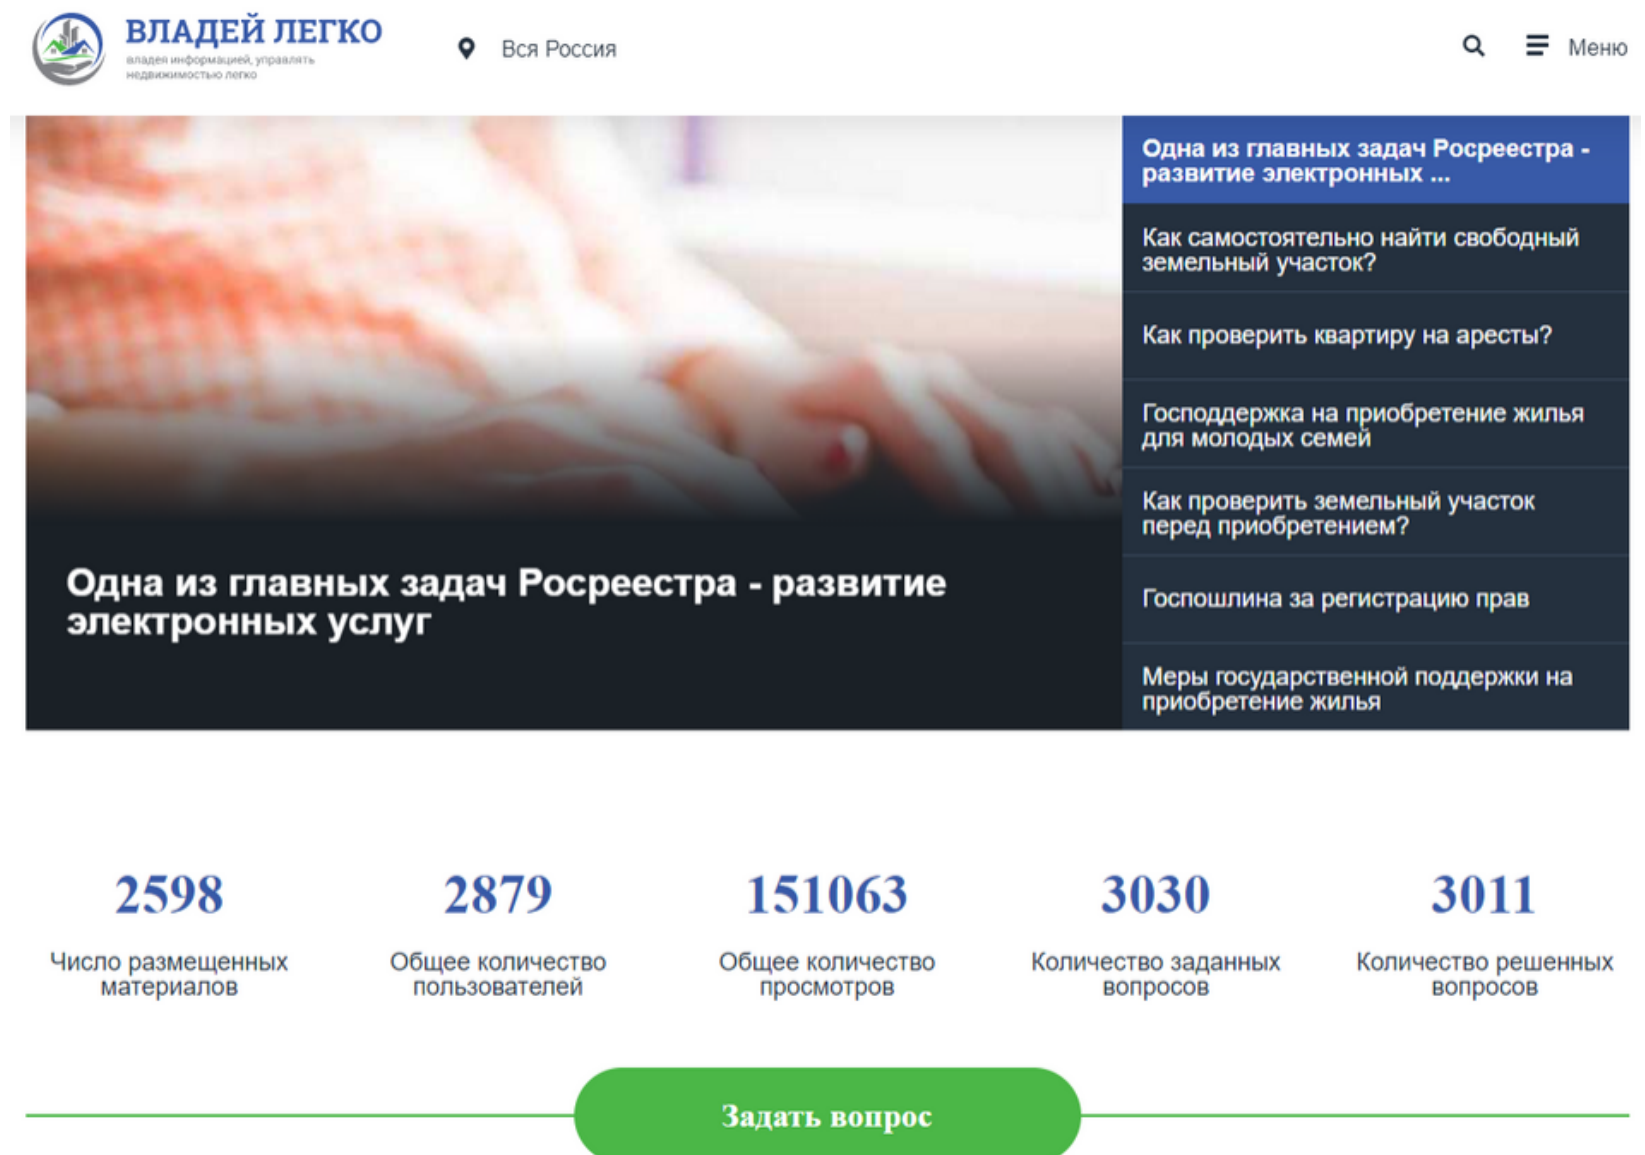 ВЛАДЕЙ ЛЕГКО
владея информацией, управлять
недвижимостью легко
Вся Россия
Меню
Одна из главных задач Росреестра -
развитие электронных ...
Как самостоятельно найти свободный
земельный участок?
Как проверить квартиру на аресты?
Господдержка на приобретение жилья
для молодых семей
Как проверить земельный участок
перед приобретением?
Госпошлина за регистрацию прав
Меры государственной поддержки на
приобретение жилья
Одна из главных задач Росреестра - развитие
электронных услуг
2598
Число размещенных
материалов
2879
Общее количество
пользователей
151063
Общее количество
просмотров
3030
Количество заданных
вопросов
3011
Количество решенных
вопросов
Задать вопрос